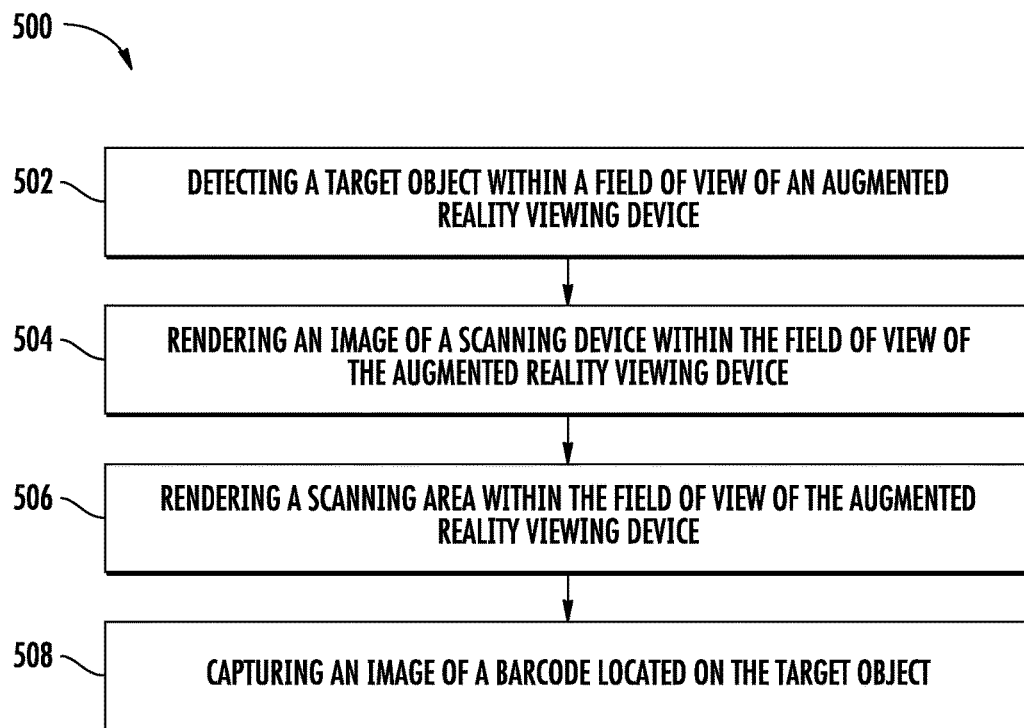 500
502
DETECTING A TARGET OBJECT WITHIN A FIELD OF VIEW OF AN AUGMENTED
REALITY VIEWING DEVICE
504
RENDERING AN IMAGE OF A SCANNING DEVICE WITHIN THE FIELD OF VIEW OF
THE AUGMENTED REALITY VIEWING DEVICE
506
RENDERING A SCANNING AREA WITHIN THE FIELD OF VIEW OF THE AUGMENTED
REALITY VIEWING DEVICE
508
CAPTURING AN IMAGE OF A BARCODE LOCATED ON THE TARGET OBJECT